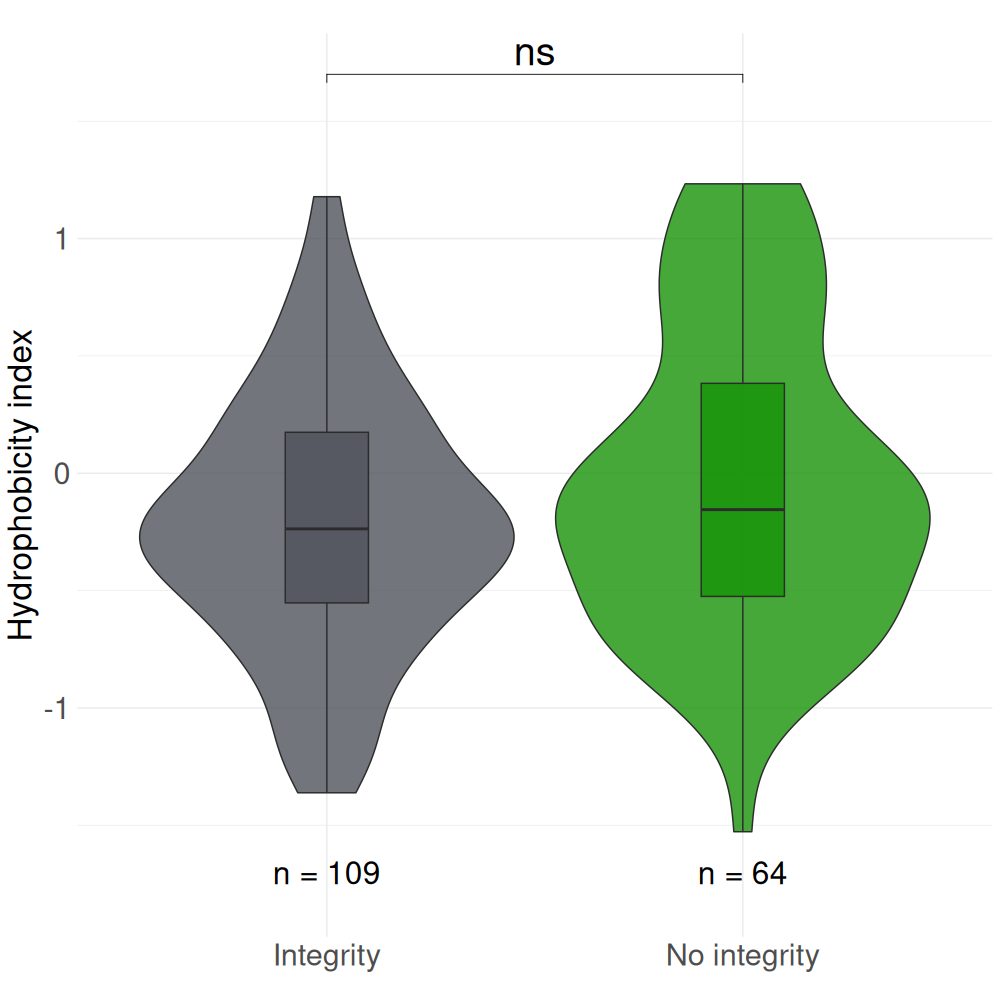 ns
Hydrophobicity index
1
0
-1
n = 109
n = 64
Integrity
No integrity